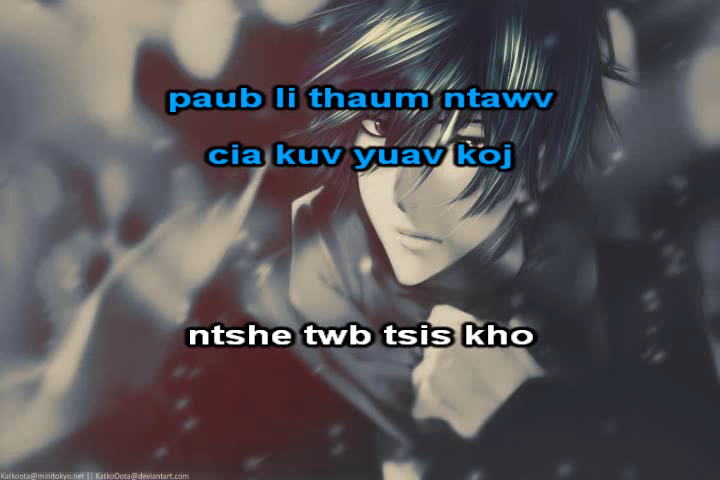 paub li thaum ntawv
cia kuv yuav koj
ntshe twb tsis kho
Katkoota@minitokyo.net || KatkoOota@deviantart.com